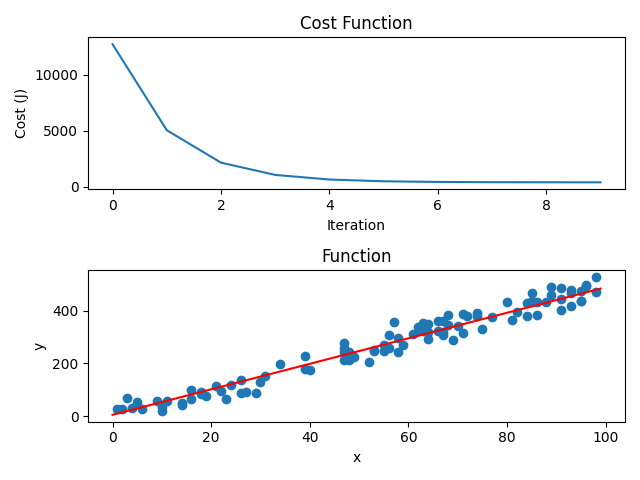 Cost Function
10000
5000
0
Cost (J)
0 2 4 6 8
Iteration
Function
400
200
0
y
0 20 40 60 80 100
x